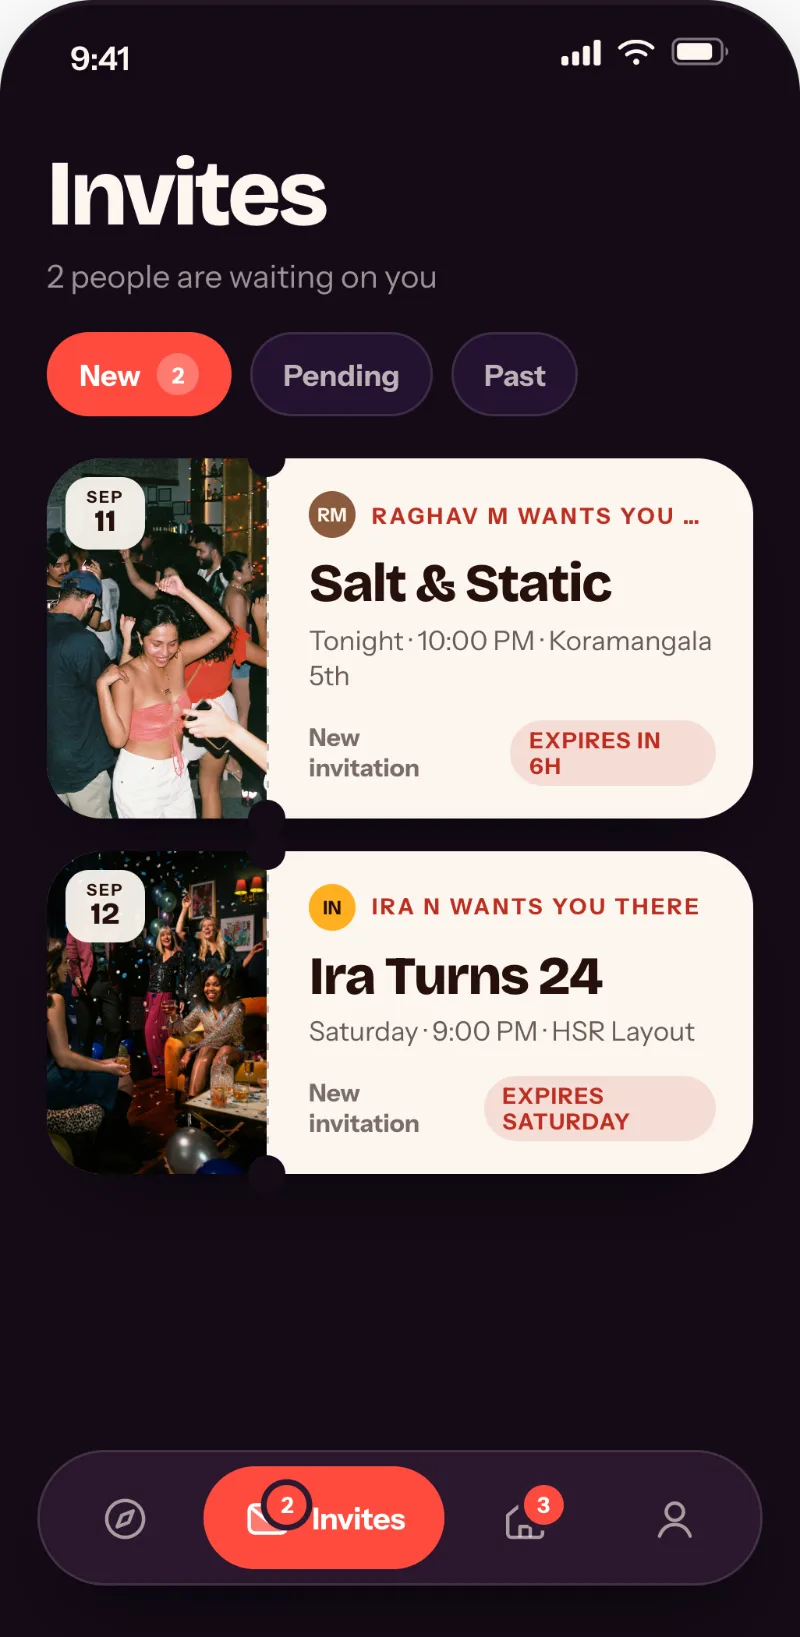 9:41
Invites
2 people are waiting on you
New 2
Pending
Past
SEP
11
RM
RAGHAV M WANTS YOU ...
Salt & Static
Tonight · 10:00 PM · Koramangala
5th
New
invitation
EXPIRES IN
6H
SEP
12
IN
IRA N WANTS YOU THERE
Ira Turns 24
Saturday · 9:00 PM · HSR Layout
New
invitation
EXPIRES
SATURDAY
2
Invites
3